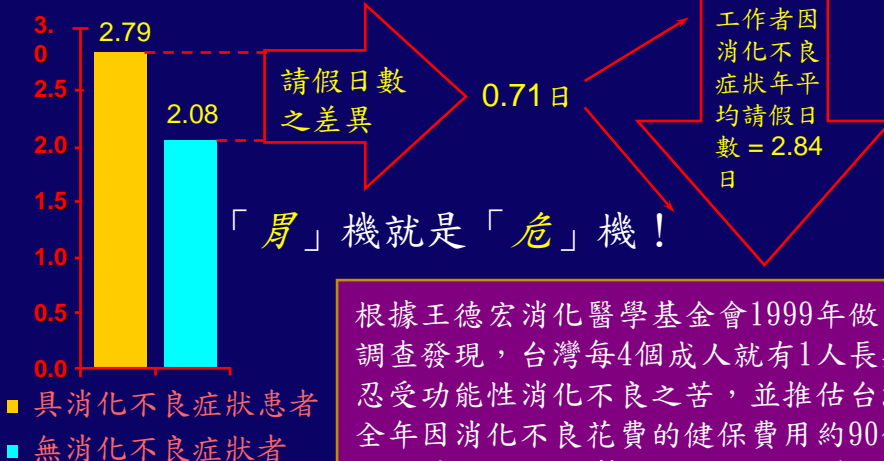 3.
0
2.5
2.0
1.5
1.0
0.5
0.0
2.79
2.08
請假日數
之差異
0.71日
工作者因
消化不良
症狀年平
均請假日
數 = 2.84
日
「胃」機就是「危」機!
具消化不良症狀患者
無消化不良症狀者
根據王德宏消化醫學基金會1999年做
調查發現，台灣每4個成人就有1人長
忍受功能性消化不良之苦，並推估台
全年因消化不良花費的健保費用約90